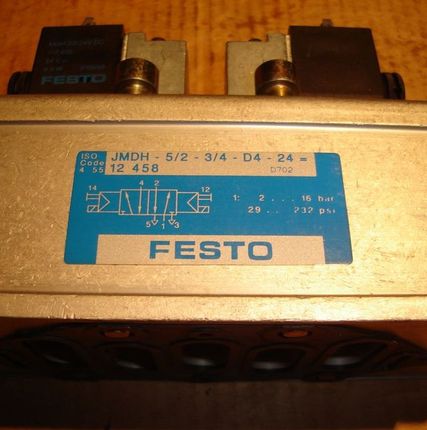 FESTO
ISO
Code
4 55
JMDH - 5/2 - 3/4 - D4 - 24 =
12 458
D702
14
4 2
12
5 1 3
1: 2 ... 16 bar
29 .. 232 psi
FESTO